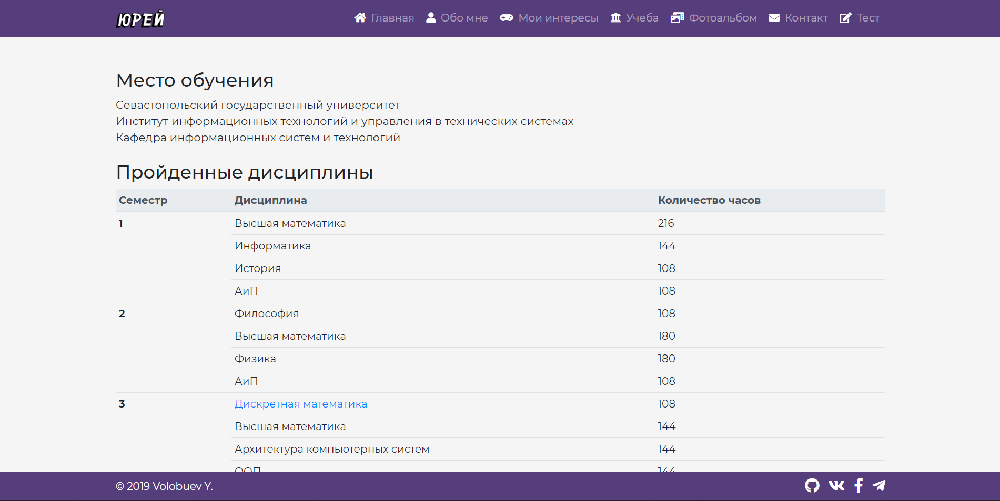 ЮРЕЙ Главная Обо мне Мои интересы Учеба Фотоальбом Контакт Тест
Место обучения
Севастопольский государственный университет
Институт информационных технологий и управления в технических системах
Кафедра информационных систем и технологий
Пройденные дисциплины
Семестр Дисциплина Количество часов
1 Высшая математика 216
Информатика 144
История 108
АиП 108
2 Философия 108
Высшая математика 180
Физика 180
АиП 108
3 Дискретная математика 108
Высшая математика 144
Архитектура компьютерных систем 144
ООП 144
© 2019 Volobuev Y.